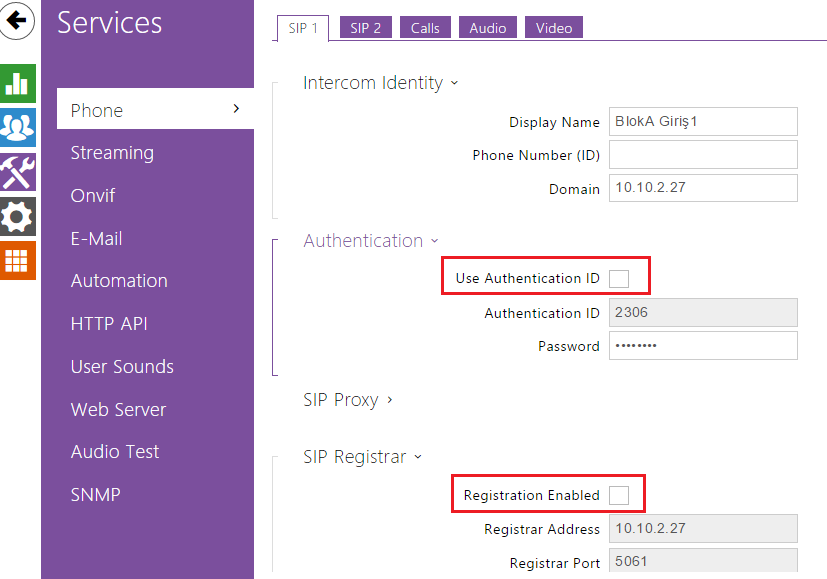 Services
Phone
Streaming
Onvif
E-Mail
Automation
HTTP API
User Sounds
Web Server
Audio Test
SNMP
SIP 1 SIP 2 Calls Audio Video
Intercom Identity
Display Name BlokA Giriş1
Phone Number (ID)
Domain 10.10.2.27
Authentication
Use Authentication ID
Authentication ID 2306
Password ••••••••
SIP Proxy
SIP Registrar
Registration Enabled
Registrar Address 10.10.2.27
Registrar Port 5061